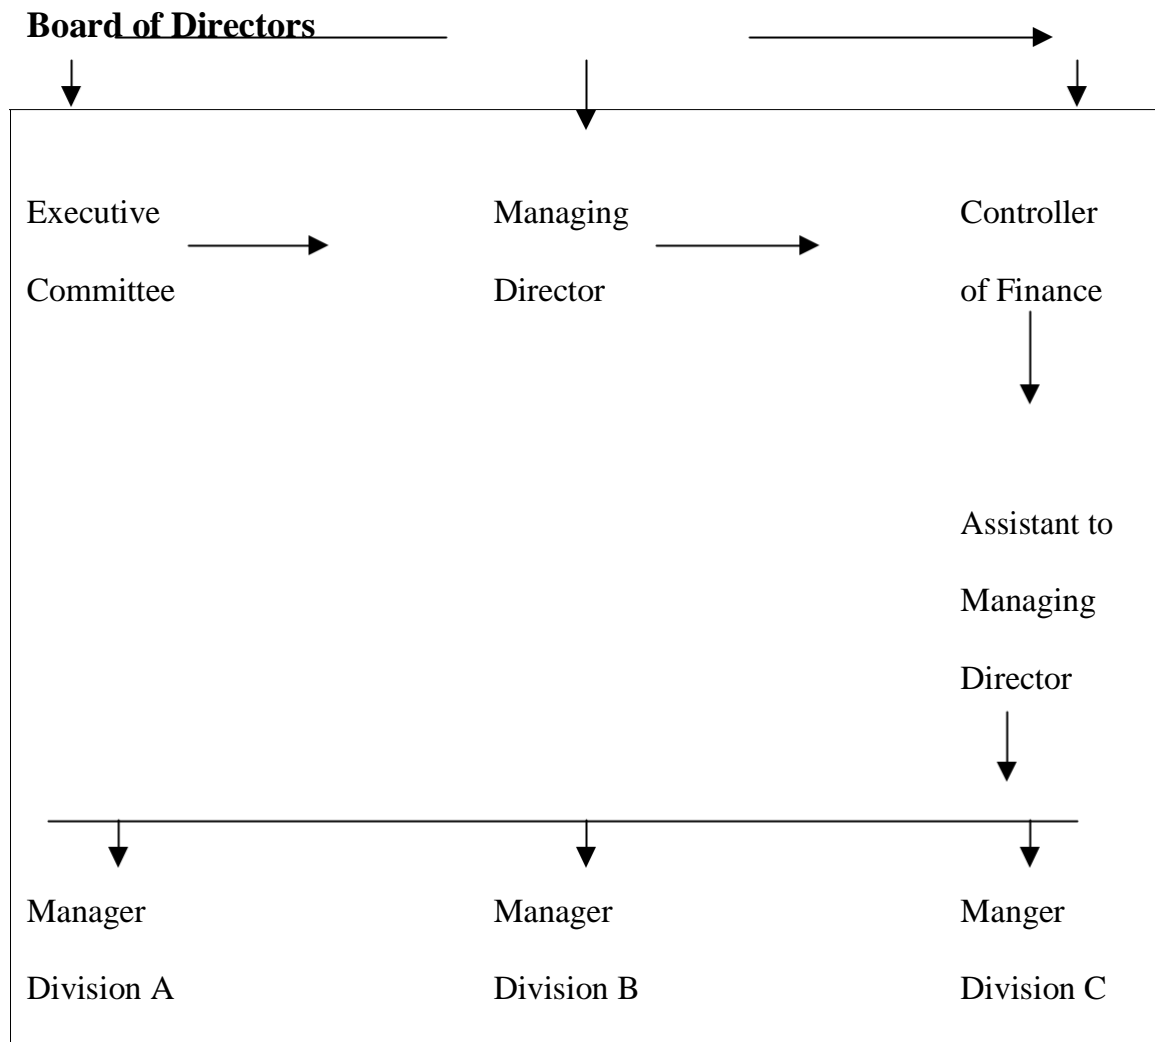 Board of Directors
Executive Managing Controller
Committee Director of Finance
Assistant to
Managing
Director
Manager Manager Manger
Division A Division B Division C